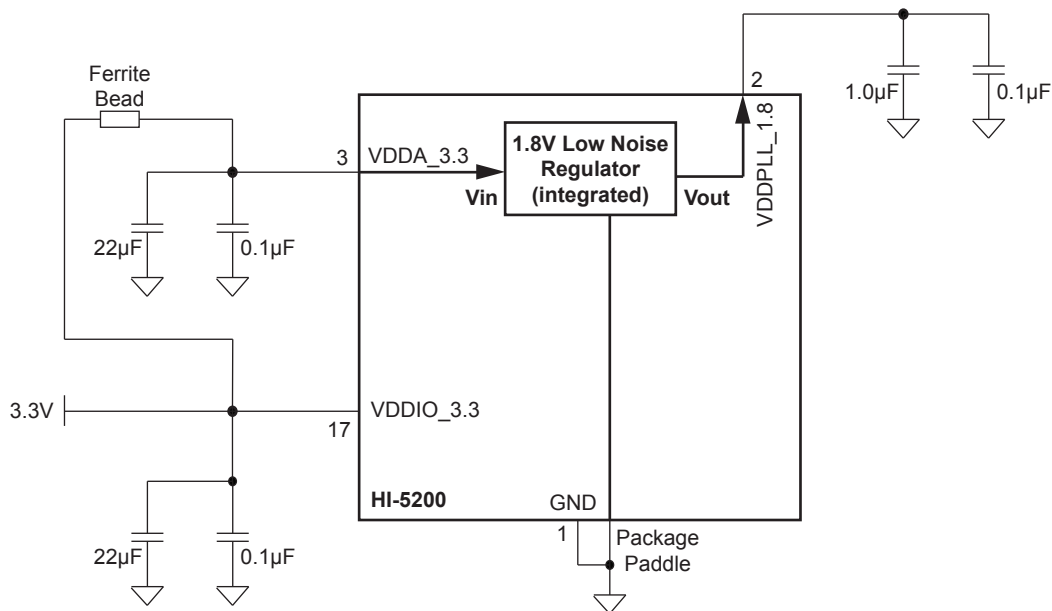 Ferrite
Bead
2
1.0µF
0.1µF
VDDPLL_1.8
1.8V Low Noise
Regulator
(integrated)
3
VDDA_3.3
Vin
Vout
22µF
0.1µF
3.3V
VDDIO_3.3
17
HI-5200
GND
1
Package
Paddle
22µF
0.1µF